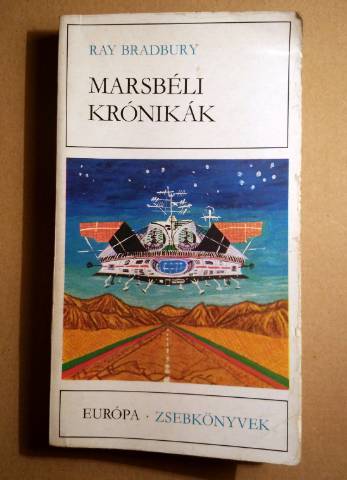 RAY BRADBURY
MARSBÉLI
KRÓNIKÁK
EURÓPA · ZSEBKÖNYVEK